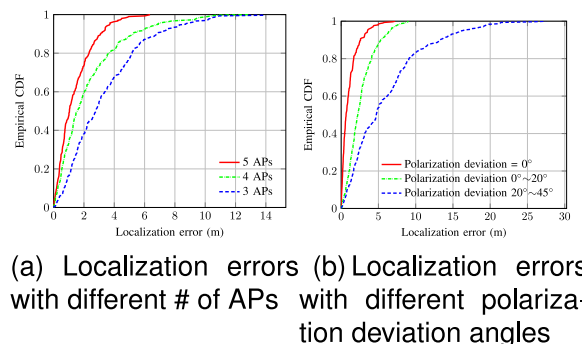 1
0.8
0.6
0.4
0.2
0
0 2 4 6 8 10 12 14
Empirical CDF
Localization error (m)
5 APs
4 APs
3 APs
1
0.8
0.6
0.4
0.2
0
0 5 10 15 20 25 30
Empirical CDF
Localization error (m)
Polarization deviation = 0°
Polarization deviation 0°∼20°
Polarization deviation 20°∼45°
(a) Localization errors
with different # of APs
(b) Localization errors
with different polariza-
tion deviation angles